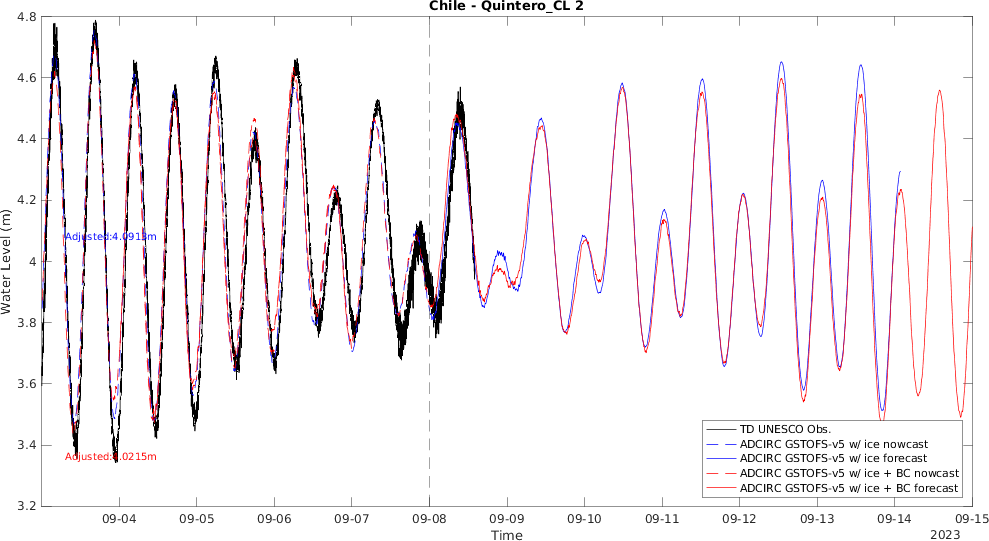 Chile - Quintero_CL 2
Water Level (m)
4.8
4.6
4.4
4.2
4
3.8
3.6
3.4
3.2
Adjusted:4.0913m
Adjusted:4.0215m
TD UNESCO Obs.
ADCIRC GSTOFS-v5 w/ ice nowcast
ADCIRC GSTOFS-v5 w/ ice forecast
ADCIRC GSTOFS-v5 w/ ice + BC nowcast
ADCIRC GSTOFS-v5 w/ ice + BC forecast
09-04 09-05 09-06 09-07 09-08 09-09 09-10 09-11 09-12 09-13 09-14 09-15
Time
2023